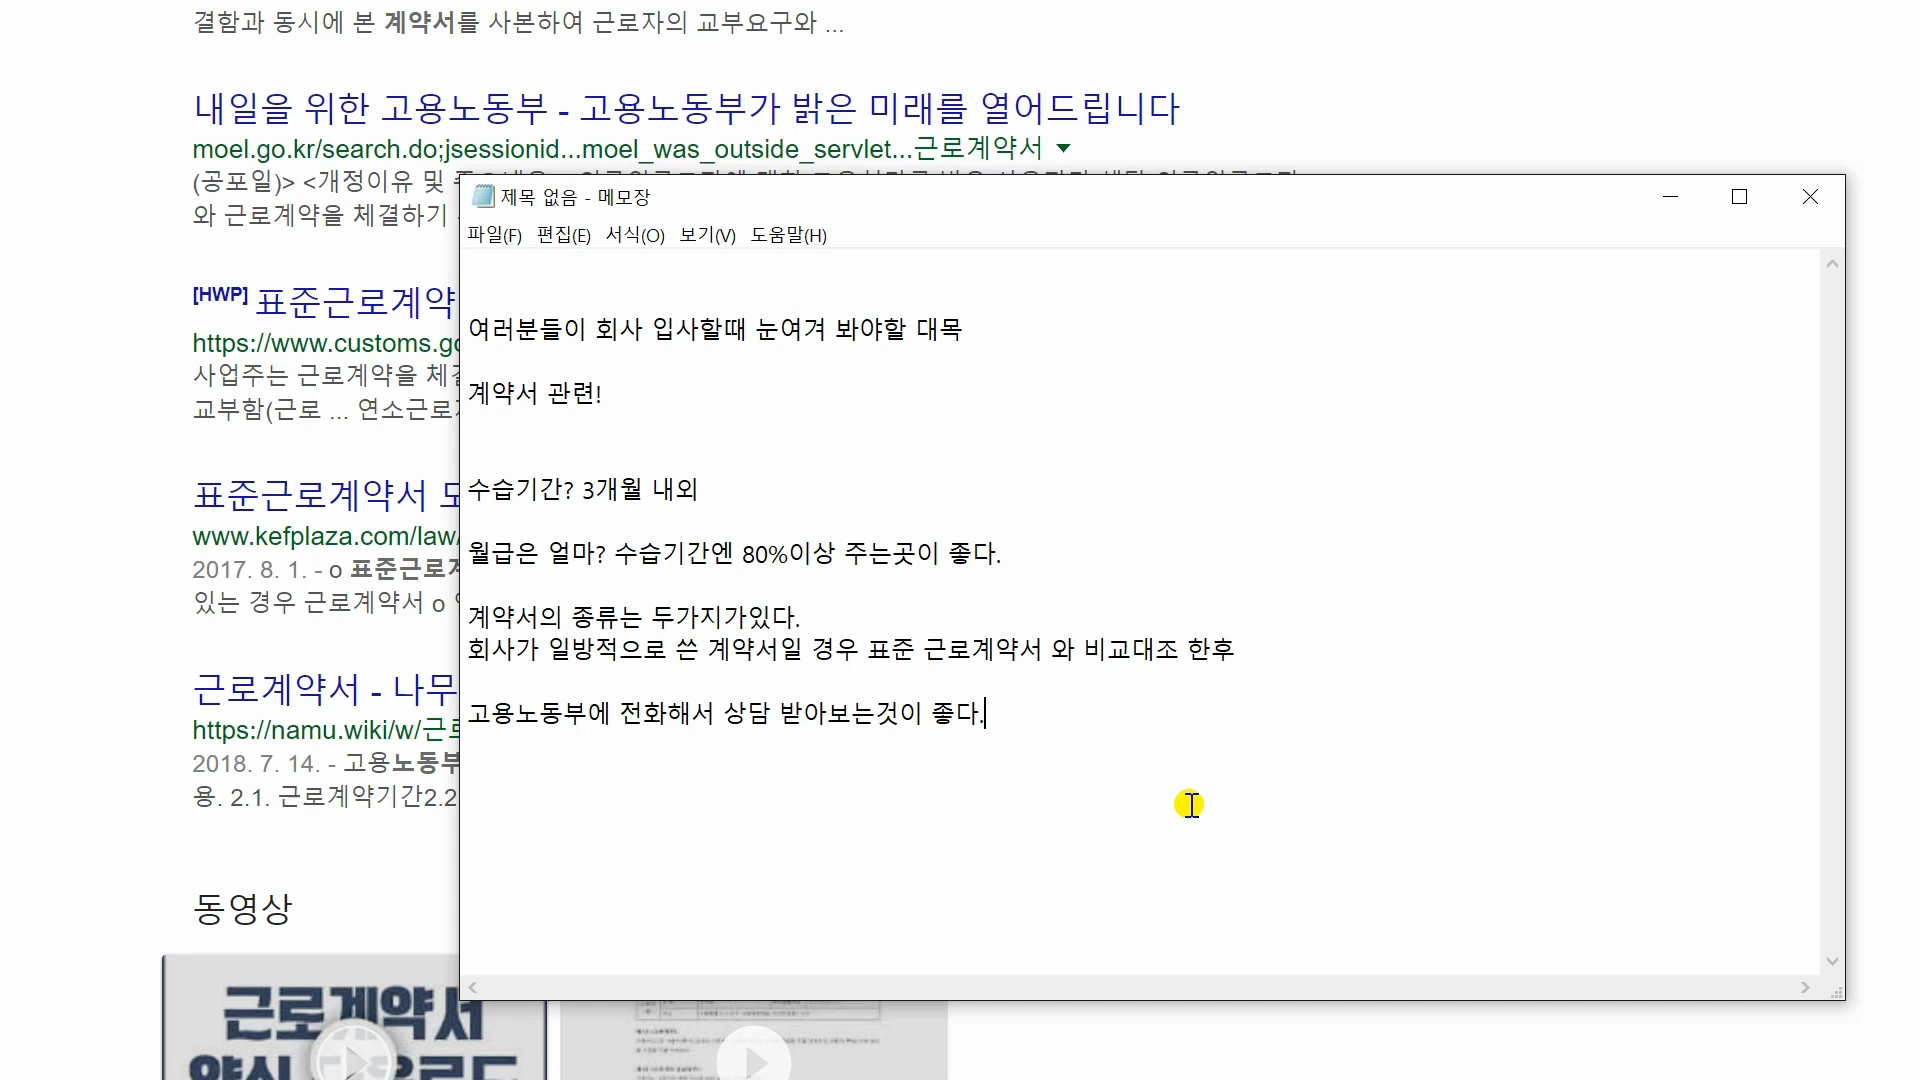 결함과 동시에 본 계약서를 사본하여 근로자의 교부요구와 ...
내일을 위한 고용노동부 - 고용노동부가 밝은 미래를 열어드립니다
moel.go.kr/search.do;jsessionid...moel_was_outside_servlet...근로계약서
(공포일)> <개정이유 및
와 근로계약을 체결하기
[HWP] 표준근로계약
https://www.customs.go
사업주는 근로계약을 체결
교부함(근로 ... 연소근로
표준근로계약서
www.kefplaza.com/law/
2017. 8. 1. - o 표준근로계
있는 경우 근로계약서 o
근로계약서 - 나무
https://namu.wiki/w/근로
2018. 7. 14. - 고용노동부
용. 2.1. 근로계약기간2.2
동영상
근로계약서
제목 없음 - 메모장
파일(F) 편집(E) 서식(O) 보기(V) 도움말(H)
여러분들이 회사 입사할때 눈여겨 봐야할 대목
계약서 관련!
수습기간? 3개월 내외
월급은 얼마? 수습기간엔 80%이상 주는곳이 좋다.
계약서의 종류는 두가지가있다.
회사가 일방적으로 쓴 계약서일 경우 표준 근로계약서 와 비교대조 한후
고용노동부에 전화해서 상담 받아보는것이 좋다.